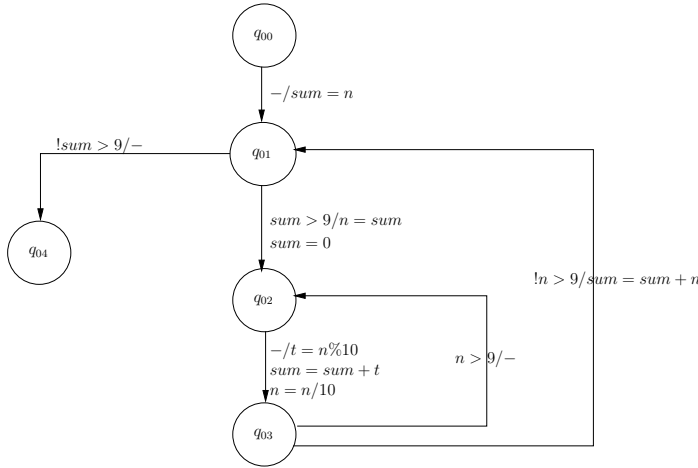 q00
-/sum = n
!sum > 9/-
q01
sum > 9/n = sum
sum = 0
q04
!n > 9/sum = sum + n
q02
-/t = n%10
sum = sum + t
n = n/10
n > 9/-
q03